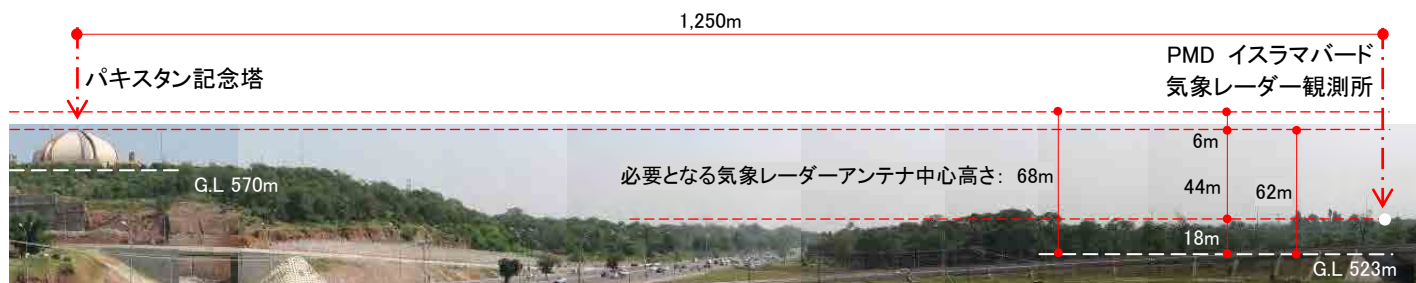 1,250m
パキスタン記念塔
PMD イスラマバード
気象レーダー観測所
G.L 570m
必要となる気象レーダーアンテナ中心高さ: 68m
6m
44m
62m
18m
G.L 523m